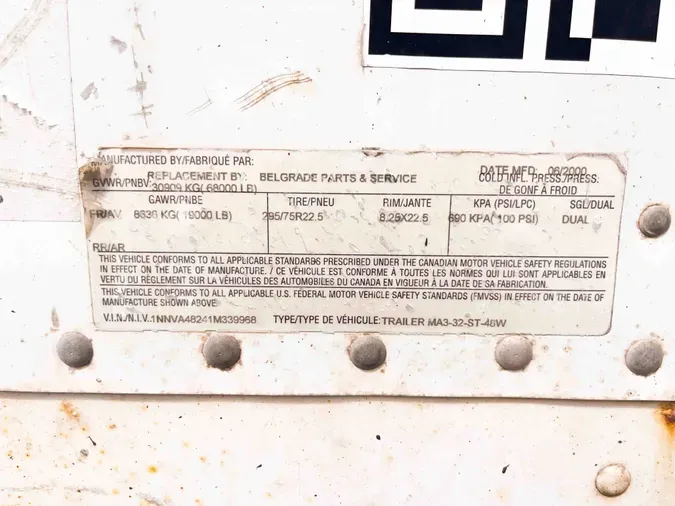 MANUFACTURED BY/FABRIQUÉ PAR:
REPLACEMENT BY: BELGRADE PARTS & SERVICE DATE MFD: 06/2000
GVWR/PNBV: 30909 KG( 68000 LB) COLD INFL. PRESS./PRESS.
DE GONF À FROID
GAWR/PNBE TIRE/PNEU RIM/JANTE KPA (PSI/LPC) SGL/DUAL
FR/AV 8636 KG( 19000 LB) 295/75R22.5 8.25X22.5 690 KPA( 100 PSI) DUAL
RR/AR
THIS VEHICLE CONFORMS TO ALL APPLICABLE STANDARDS PRESCRIBED UNDER THE CANADIAN MOTOR VEHICLE SAFETY REGULATIONS
IN EFFECT ON THE DATE OF MANUFACTURE. / CE VÉHICULE EST CONFORME À TOUTES LES NORMES QUI LUI SONT APPLICABLES EN
VERTU DU RÈGLEMENT SUR LA VÉHICULES DES AUTOMOBILES DU CANADA EN VIGUEUR À LA DATE DE SA FABRICATION.
THIS VEHICLE CONFORMS TO ALL APPLICABLE U.S. FEDERAL MOTOR VEHICLE SAFETY STANDARDS (FMVSS) IN EFFECT ON THE DATE OF
MANUFACTURE SHOWN ABOVE
V.I.N./N.I.V. 1NNVA48241M339968 TYPE/TYPE DE VÉHICULE: TRAILER MA3-32-ST-48W